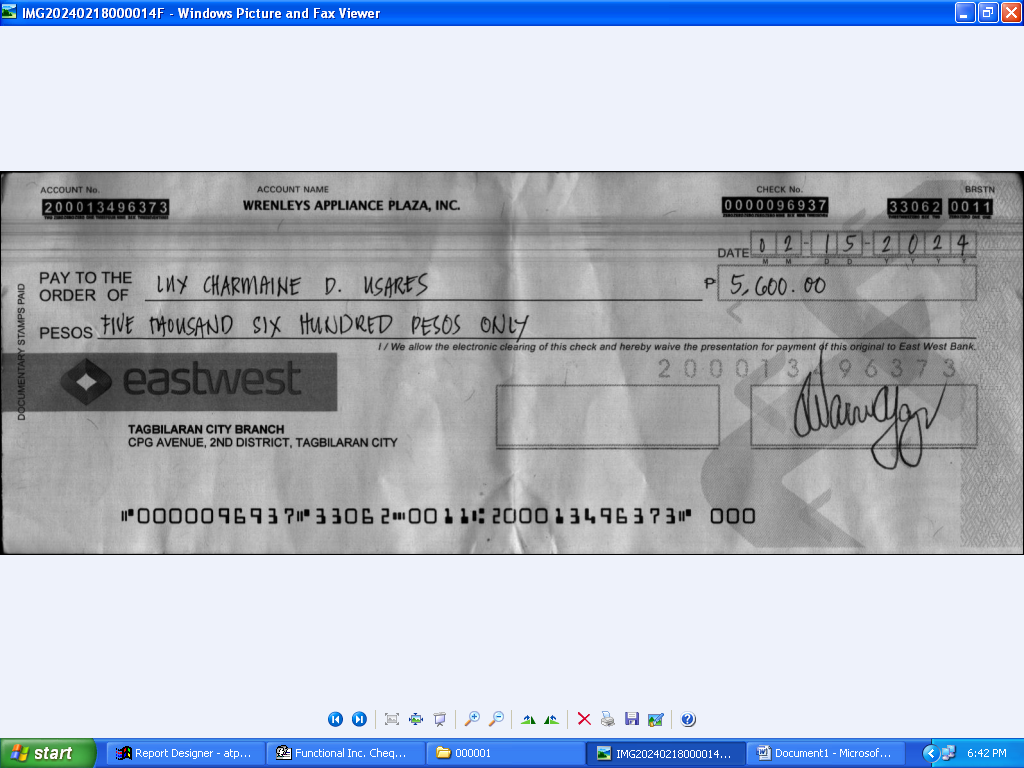 IMG20240218000014F - Windows Picture and Fax Viewer
ACCOUNT No. ACCOUNT NAME CHECK No. BRSTN
200013496373 WRENLEYS APPLIANCE PLAZA, INC. 0000096937 33062 0011
DATE 02-15-2024
M M D D Y Y Y Y
PAY TO THE
ORDER OF LUX CHARMAINE D. USARES ₱ 5,600.00
PESOS FIVE THOUSAND SIX HUNDRED PESOS ONLY
I / We allow the electronic clearing of this check and hereby waive the presentation for payment of this original to East West Bank.
DOCUMENTARY STAMPS PAID
200013496373
eastwest
TAGBILARAN CITY BRANCH
CPG AVENUE, 2ND DISTRICT, TAGBILARAN CITY
⑈0000096937⑈33062⑉0011⑆200013496373⑈ 000
start Report Designer - atp... Functional Inc. Cheq... 000001 IMG20240218000014... Document1 - Microsof... 6:42 PM